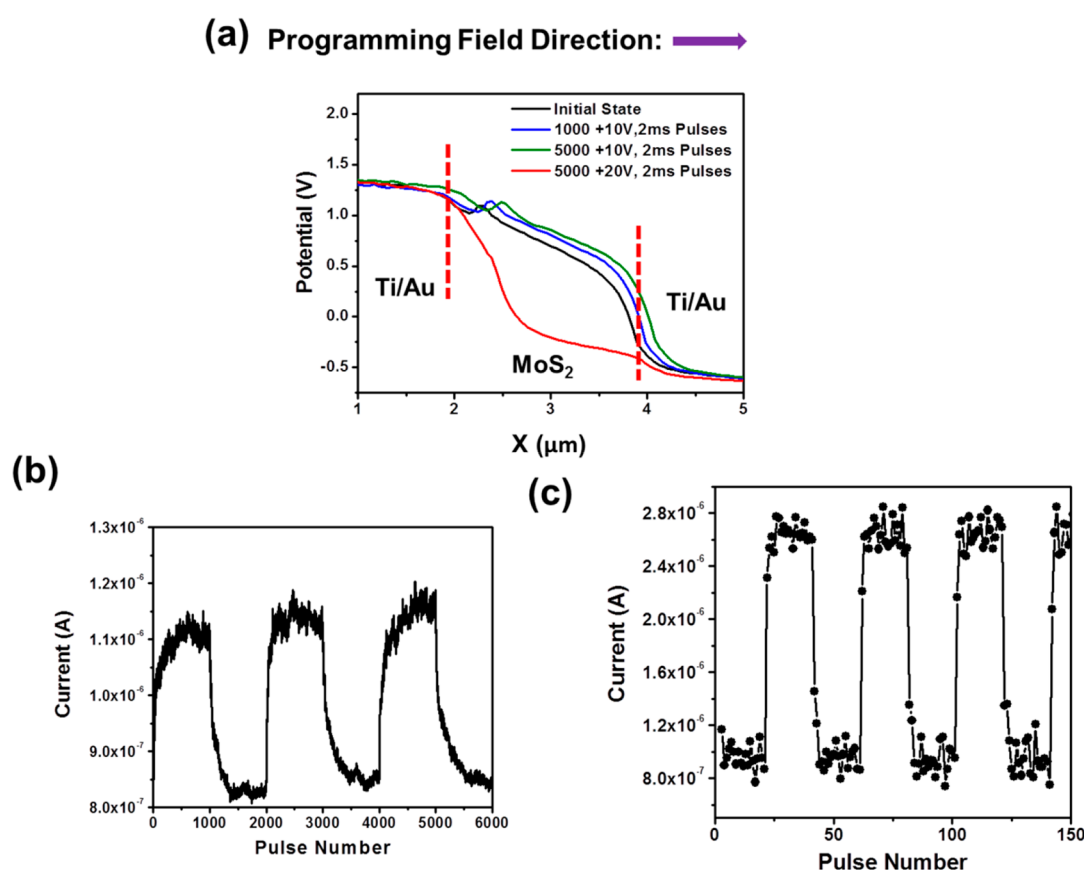 (a) Programming Field Direction:
Initial State
1000 +10V,2ms Pulses
5000 +10V, 2ms Pulses
5000 +20V, 2ms Pulses
2.0
1.5
1.0
0.5
0.0
-0.5
Potential (V)
Ti/Au
Ti/Au
MoS₂
1 2 3 4 5
X (μm)
(b)
1.3x10⁻⁶
1.2x10⁻⁶
1.1x10⁻⁶
1.0x10⁻⁶
9.0x10⁻⁷
8.0x10⁻⁷
Current (A)
0 1000 2000 3000 4000 5000 6000
Pulse Number
(c)
2.8x10⁻⁶
2.4x10⁻⁶
2.0x10⁻⁶
1.6x10⁻⁶
1.2x10⁻⁶
8.0x10⁻⁷
Current (A)
0 50 100 150
Pulse Number